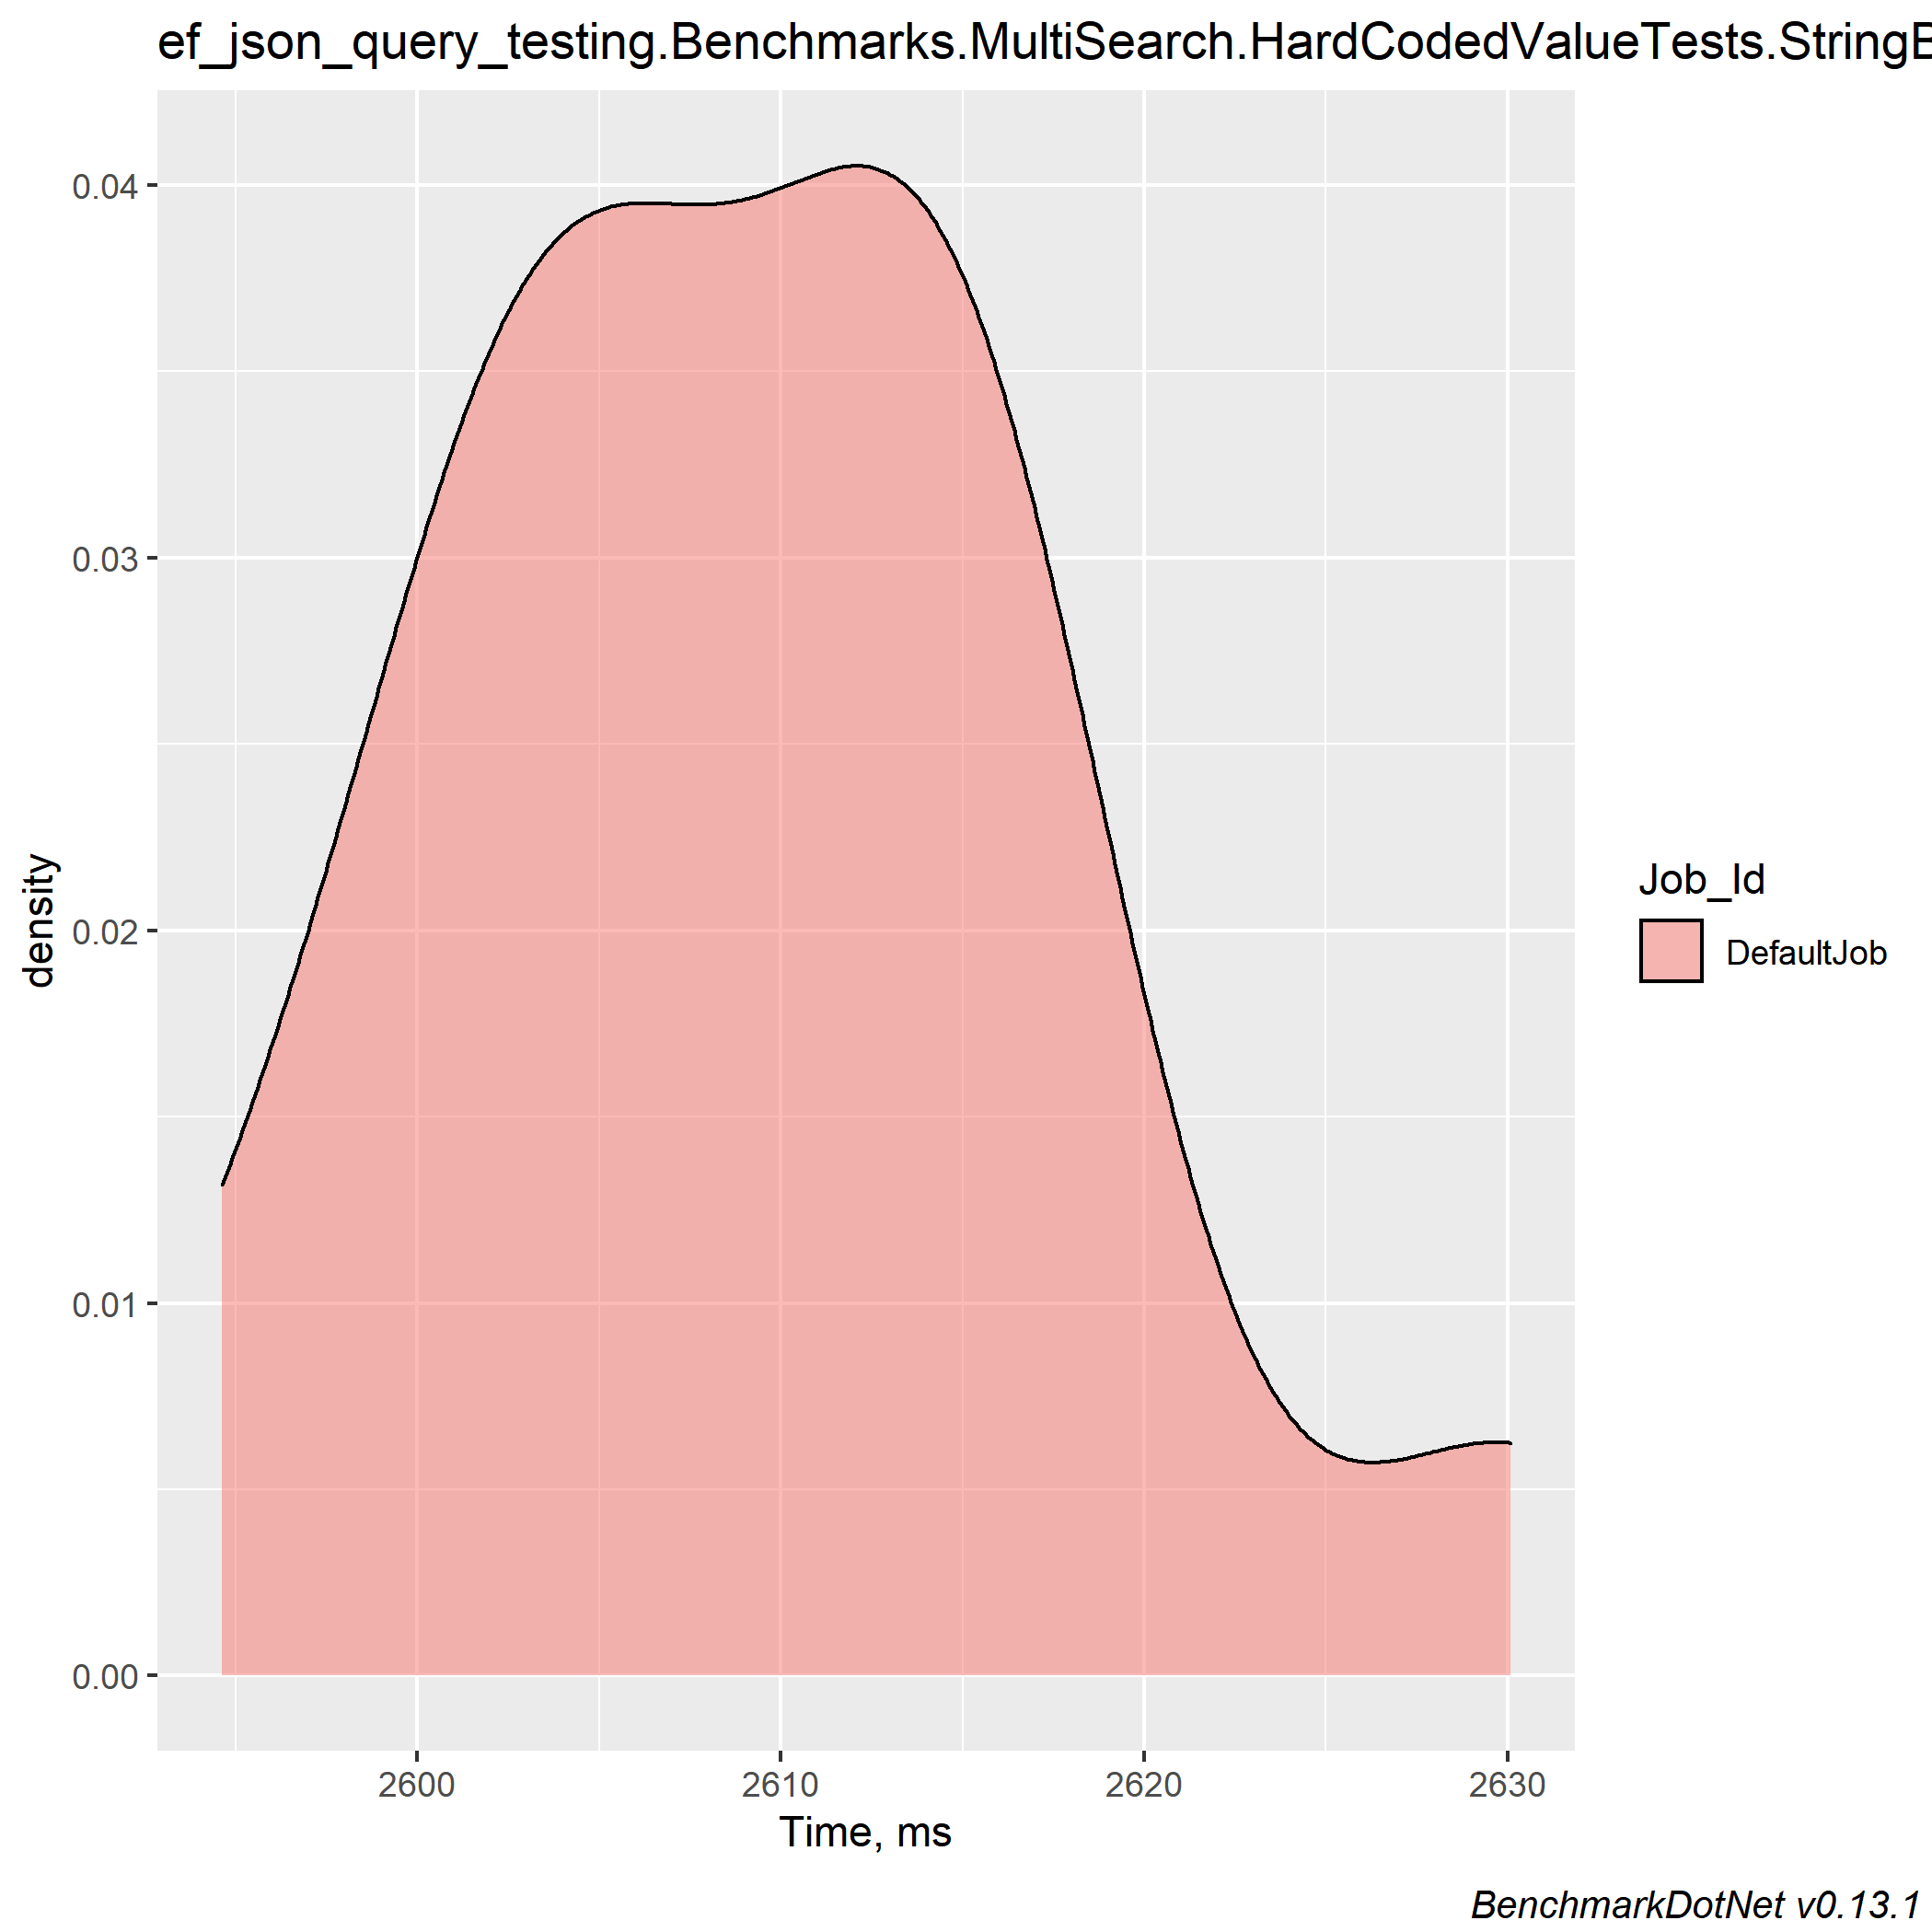 ef_json_query_testing.Benchmarks.MultiSearch.HardCodedValueTests.StringB
0.04
0.03
0.02
0.01
0.00
density
2600 2610 2620 2630
Time, ms
Job_Id
DefaultJob
BenchmarkDotNet v0.13.1